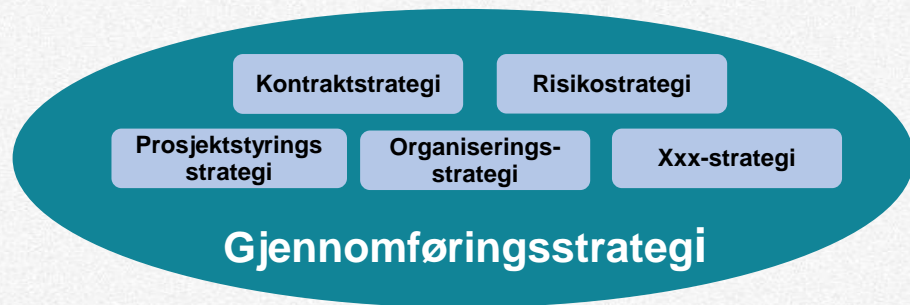 Kontraktstrategi
Risikostrategi
Prosjektstyrings
strategi
Organiserings-
strategi
Xxx-strategi
Gjennomføringsstrategi